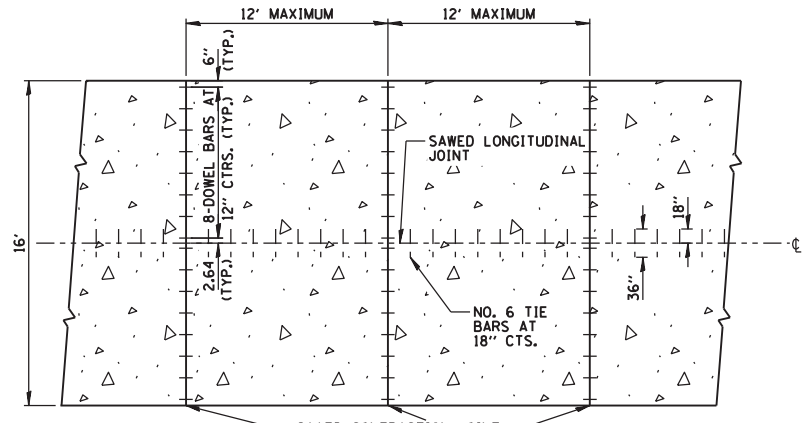 12' MAXIMUM
12' MAXIMUM
6"
(TYP.)
8-DOWEL BARS AT
12" CTRS. (TYP.)
SAWED LONGITUDINAL
JOINT
16'
18"
℄
2.64
(TYP.)
36"
NO. 6 TIE
BARS AT
18" CTS.